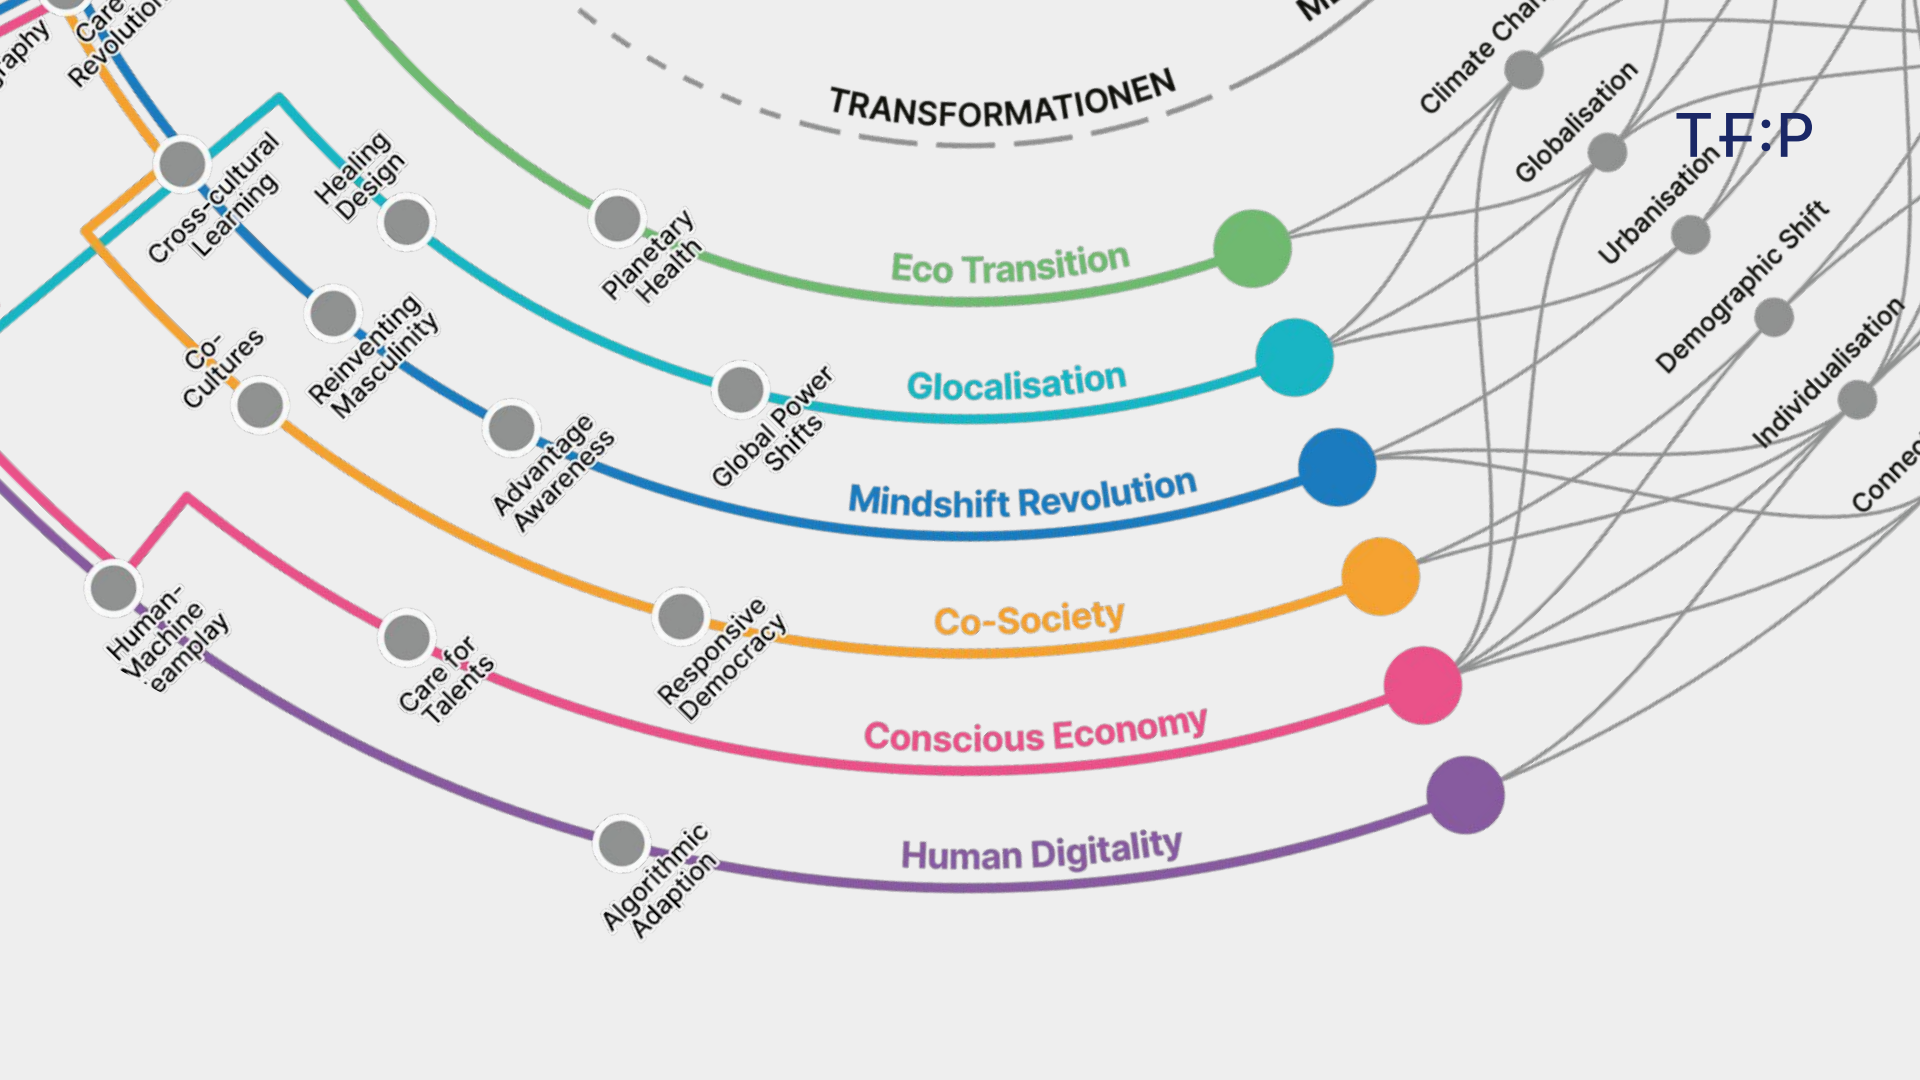 Care
Revolution
TRANSFORMATIONEN
Climate
Globalisation
T F:P
Urbanisation
Demographic Shift
Individualisation
Cross-cultural
Learning
Healing
Design
Planetary
Health
Eco Transition
Reinventing
Masculinity
Co-
Cultures
Global Power
Shifts
Glocalisation
Advantage
Awareness
Mindshift Revolution
Human-
Machine
Care for
Talents
Responsive
Democracy
Co-Society
Conscious Economy
Algorithmic
Adaption
Human Digitality